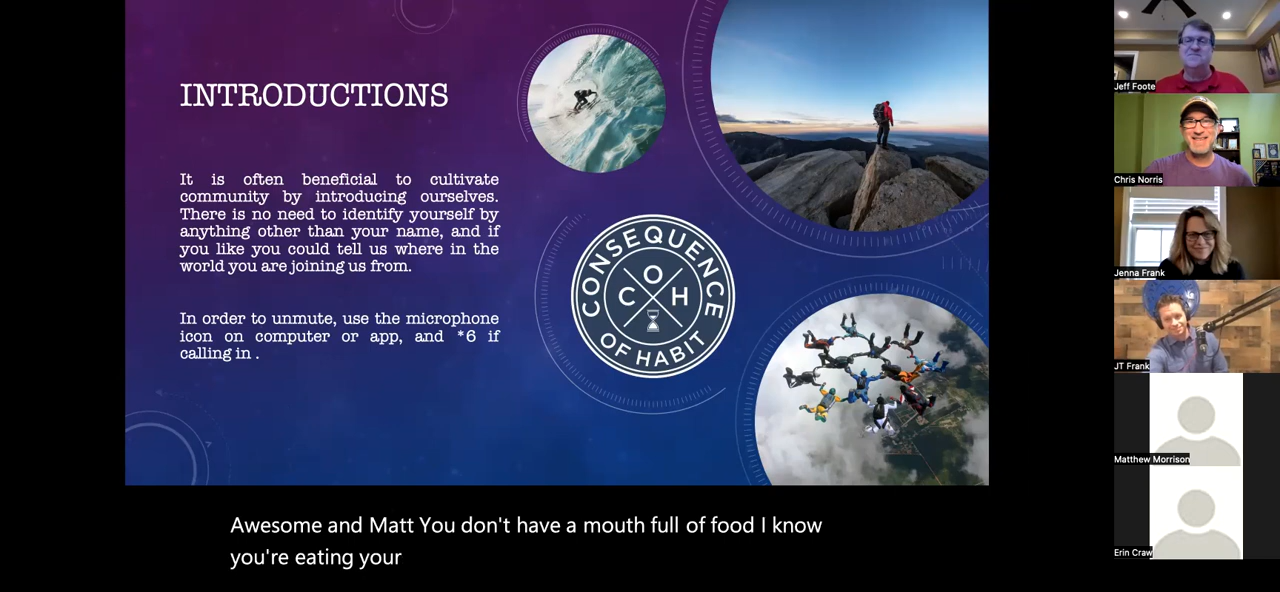 INTRODUCTIONS
It is often beneficial to cultivate
community by introducing ourselves.
There is no need to identify yourself by
anything other than your name, and if
you like you could tell us where in the
world you are joining us from.
In order to unmute, use the microphone
icon on computer or app, and *6 if
calling in .
CONSEQUENCE
O
C H
OF HABIT
Jeff Foote
Chris Norris
Jenna Frank
JT Frank
Matthew Morrison
Erin Craw
Awesome and Matt You don't have a mouth full of food I know
you're eating your